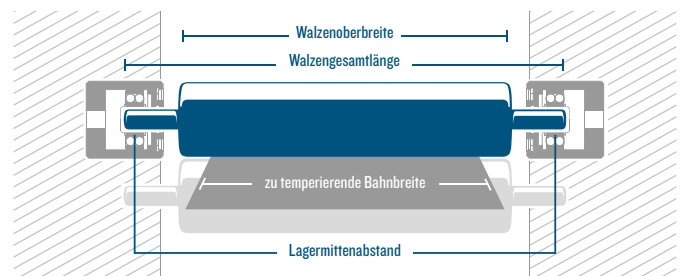 Walzenoberbreite
Walzengesamtlänge
zu temperierende Bahnbreite
Lagermittenabstand